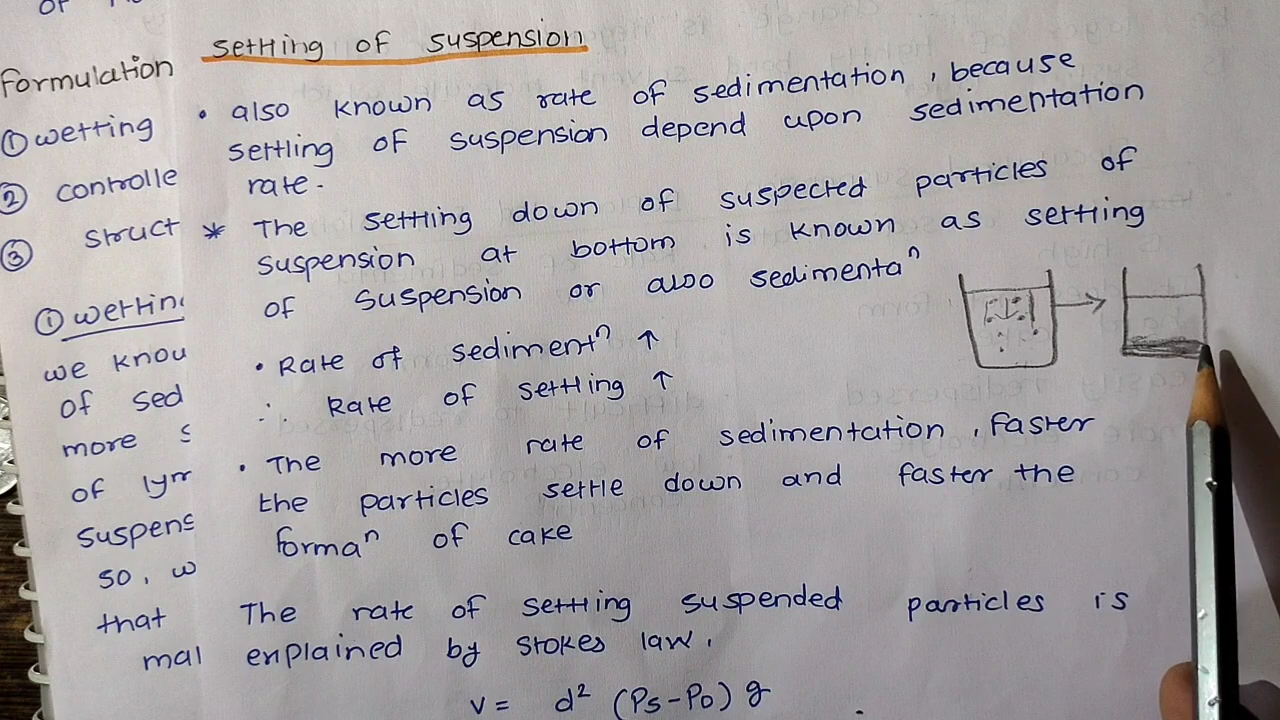 Settling of suspension
• also known as rate of sedimentation, because
settling of suspension depend upon sedimentation
rate.
* The settling down of suspected particles of
suspension at bottom is known as settling
of suspension or also sedimentaⁿ
• Rate of sedimentⁿ ↑
∴ Rate of settling ↑
• The more rate of sedimentation, faster
the particles settle down and faster the
formaⁿ of cake
The rate of settling suspended particles is
explained by stokes law.
v = d² (Ps-Po) g
formulation
① wetting
② controlle
③ struct
① wettin
we know
of sed
more s
of lyr
suspens
so, w
that
mal